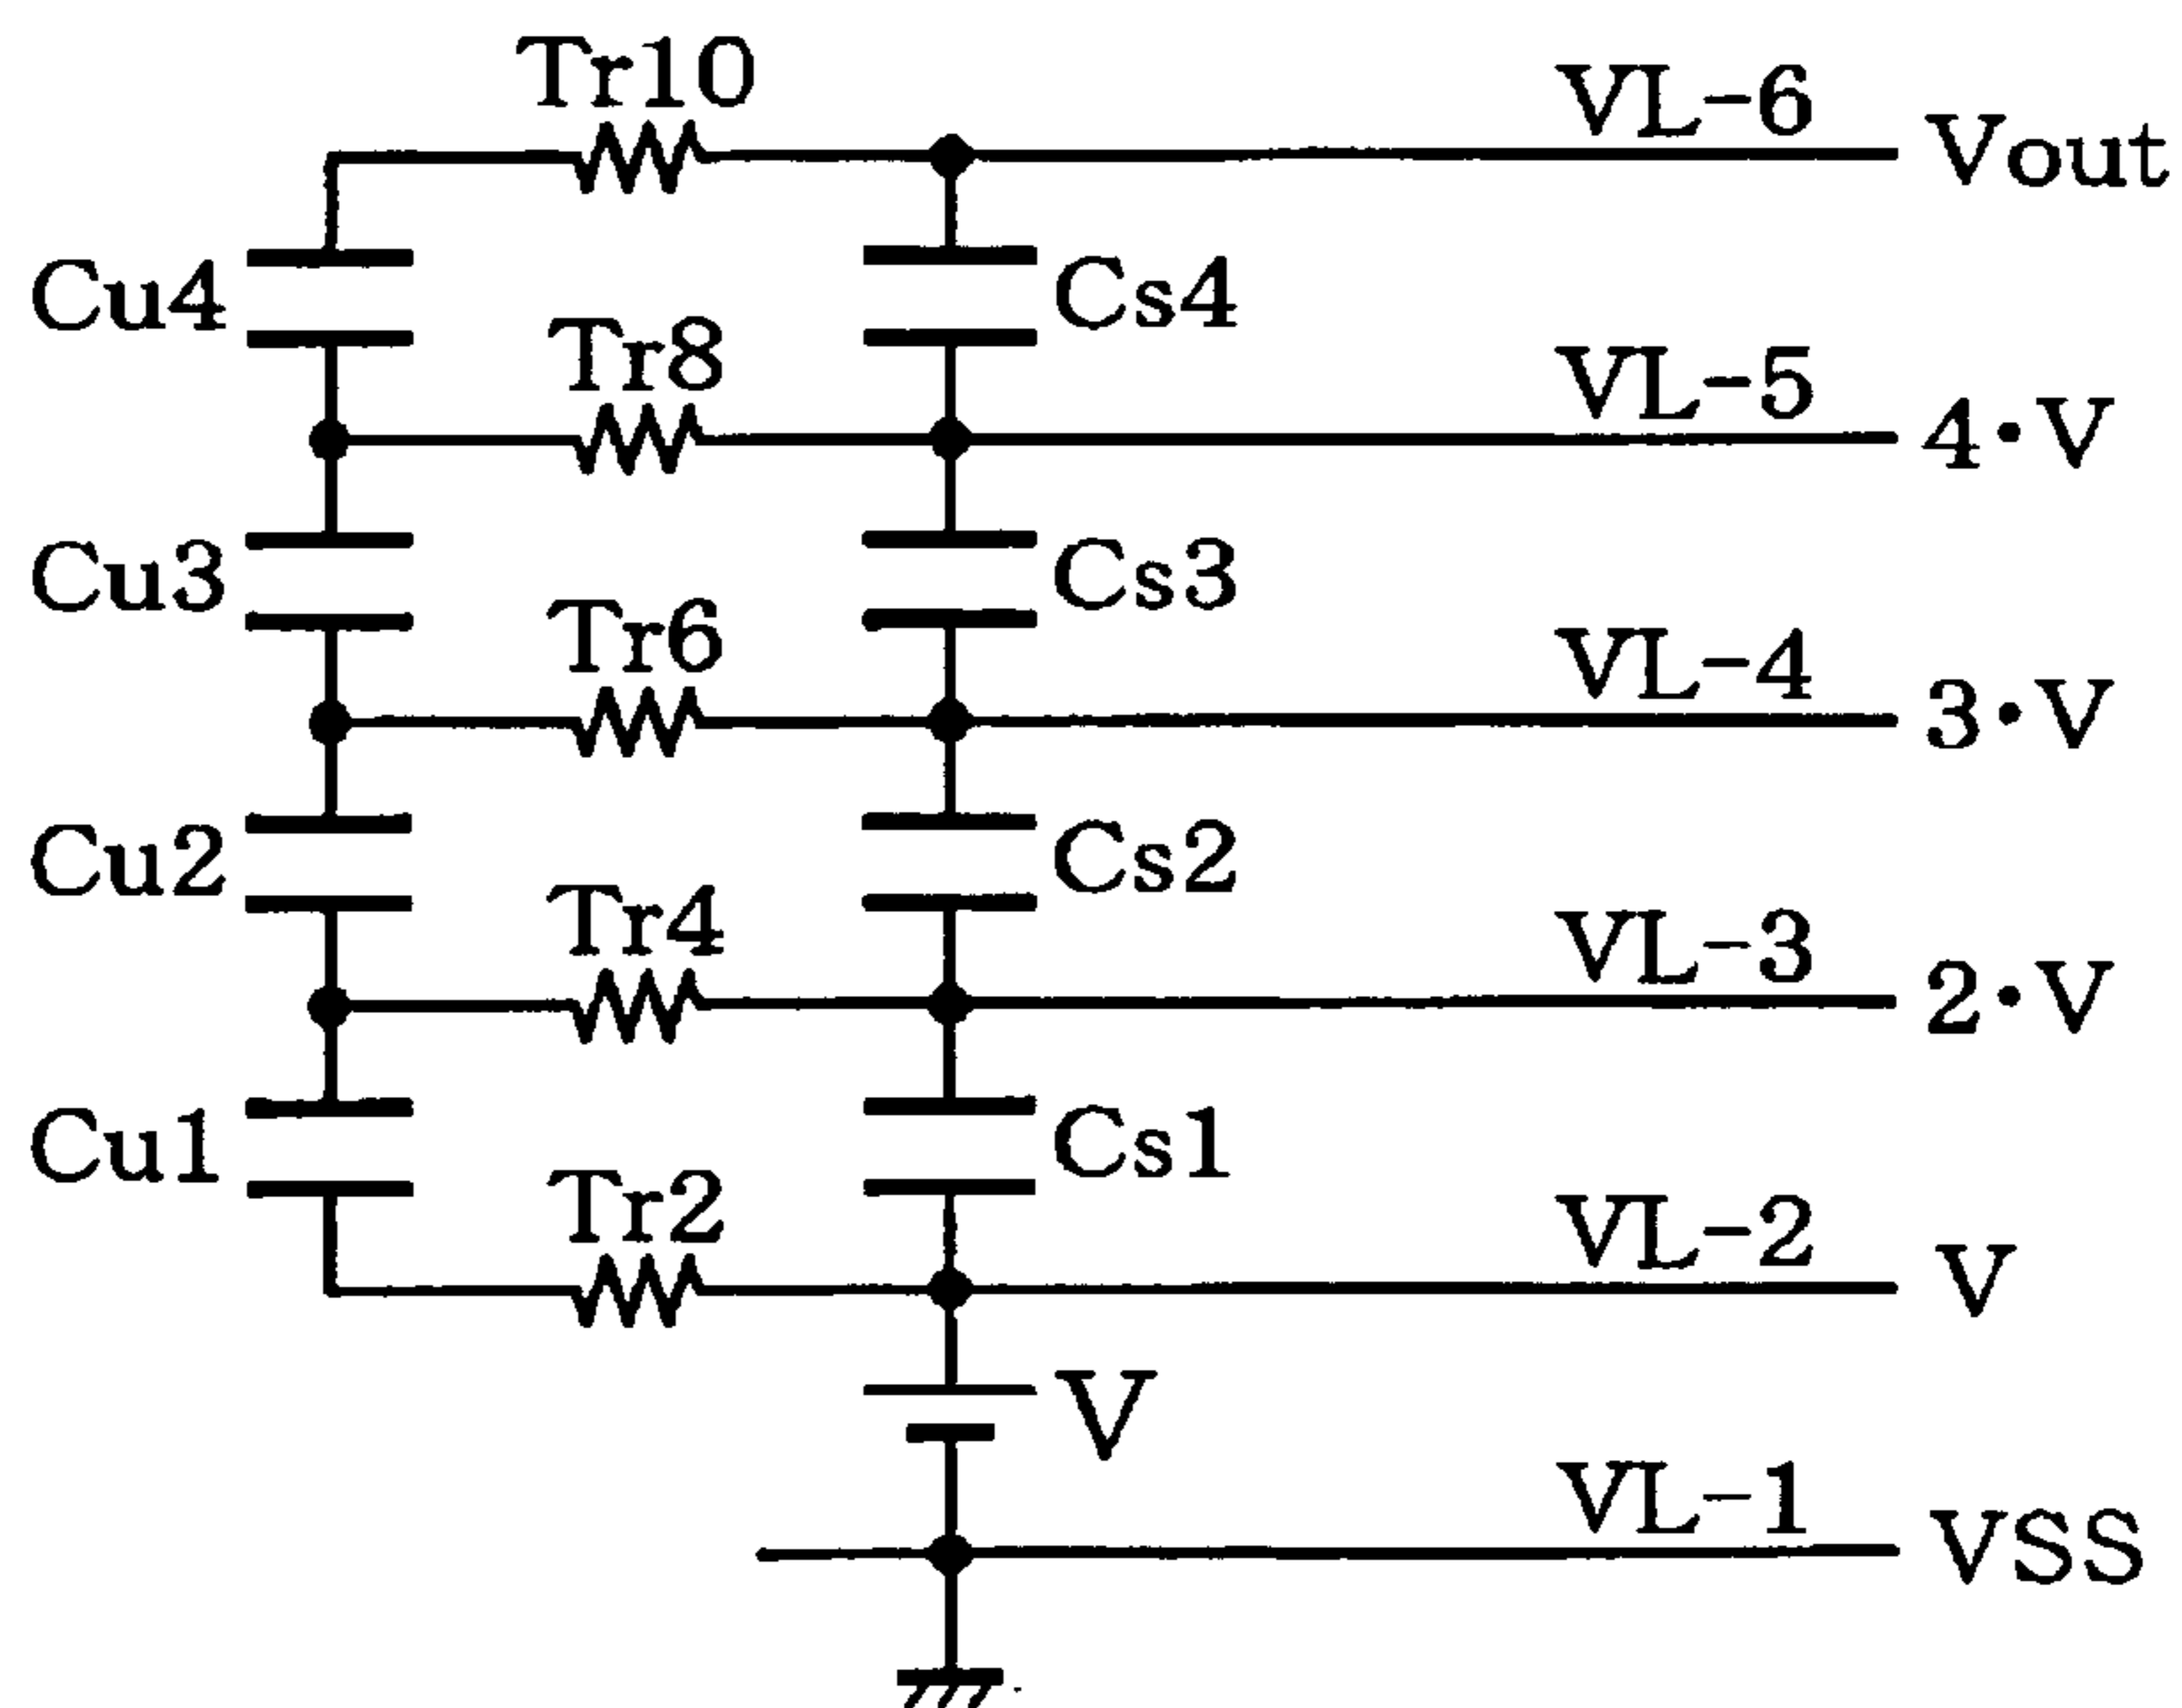 Tr10
VL-6
Vout
Cu4
Cs4
Tr8
VL-5
4·V
Cu3
Cs3
Tr6
VL-4
3·V
Cu2
Cs2
Tr4
VL-3
2·V
Cu1
Cs1
Tr2
VL-2
V
V
VL-1
VSS